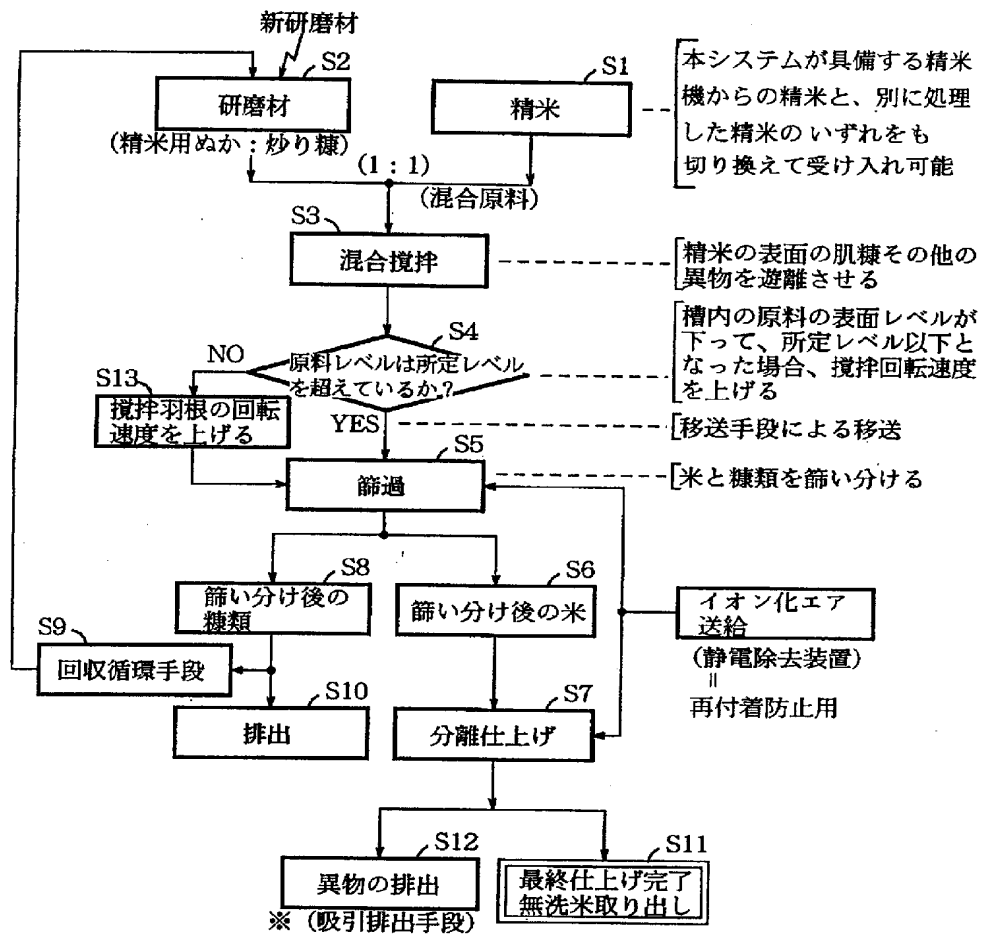 新研磨材
S2
研磨材
(精米用ぬか:炒り糠)
S1
精米
本システムが具備する精米
機からの精米と、別に処理
した精米の いずれをも
切り換えて受け入れ可能
(1:1)
(混合原料)
S3
混合撹拌
精米の表面の肌糠その他の
異物を遊離させる
S4
原料レベルは所定レベル
を超えているか?
槽内の原料の表面レベルが
下って、所定レベル以下と
なった場合、撹拌回転速度
を上げる
NO
S13
撹拌羽根の回転
速度を上げる
YES
移送手段による移送
S5
篩過
米と糠類を篩い分ける
S8
篩い分け後の
糠類
S6
篩い分け後の米
イオン化エア
送給
(静電除去装置)
=
再付着防止用
S9
回収循環手段
S10
排出
S7
分離仕上げ
S12
異物の排出
※(吸引排出手段)
S11
最終仕上げ完了
無洗米取り出し